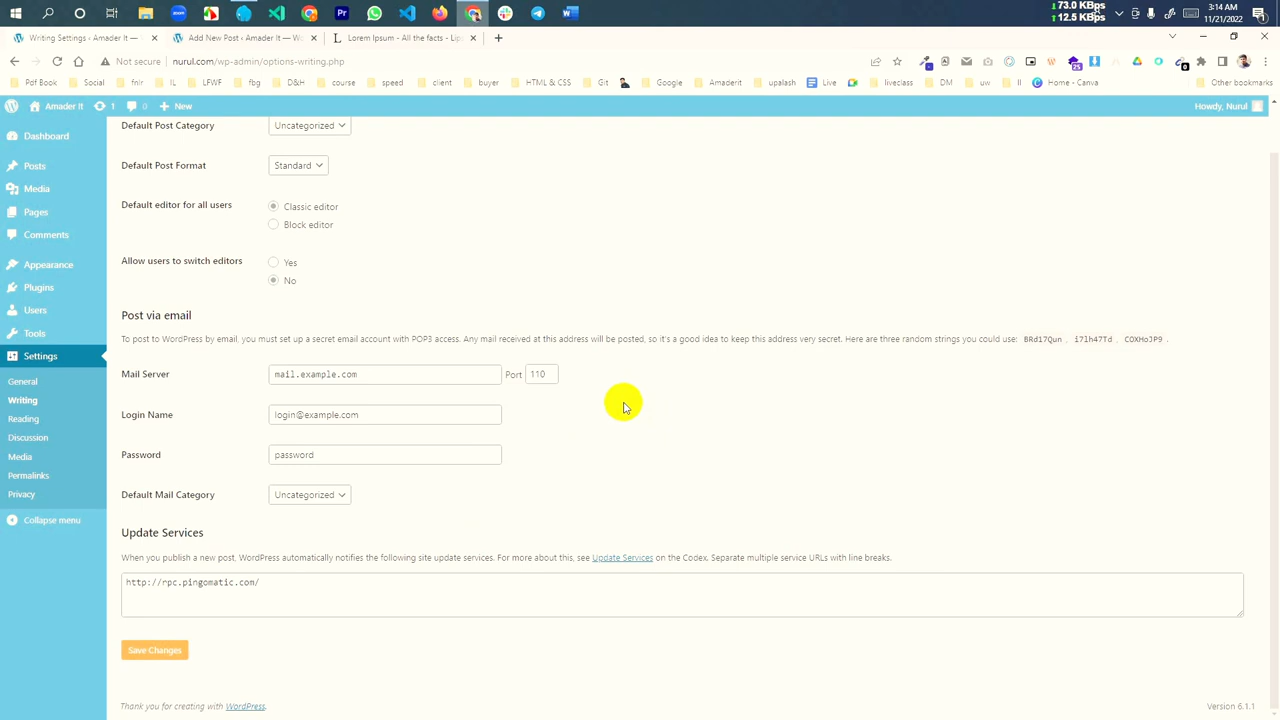 3:14 AM
11/21/2022
Writing Settings ‹ Amader It —
Add New Post ‹ Amader It — Wo
Lorem Ipsum - All the facts - Lip
Not secure
nurul.com/wp-admin/options-writing.php
Pdf Book
Social
fnlr
IL
LFWF
fbg
D&H
course
speed
client
buyer
HTML & CSS
Git
Google
Amaderit
upalash
Live
liveclass
DM
uw
II
Home - Canva
Other bookmarks
Amader It
1
0
New
Howdy, Nurul
Dashboard
Posts
Media
Pages
Comments
Appearance
Plugins
Users
Tools
Settings
General
Writing
Reading
Discussion
Media
Permalinks
Privacy
Collapse menu
Default Post Category Uncategorized
Default Post Format Standard
Default editor for all users Classic editor
Block editor
Allow users to switch editors Yes
No
Post via email
To post to WordPress by email, you must set up a secret email account with POP3 access. Any mail received at this address will be posted, so it's a good idea to keep this address very secret. Here are three random strings you could use: BRd17Qun , i7lh47Td , COXHoJP9 .
Mail Server mail.example.com Port 110
Login Name login@example.com
Password password
Default Mail Category Uncategorized
Update Services
When you publish a new post, WordPress automatically notifies the following site update services. For more about this, see Update Services on the Codex. Separate multiple service URLs with line breaks.
http://rpc.pingomatic.com/
Save Changes
Thank you for creating with WordPress.
Version 6.1.1